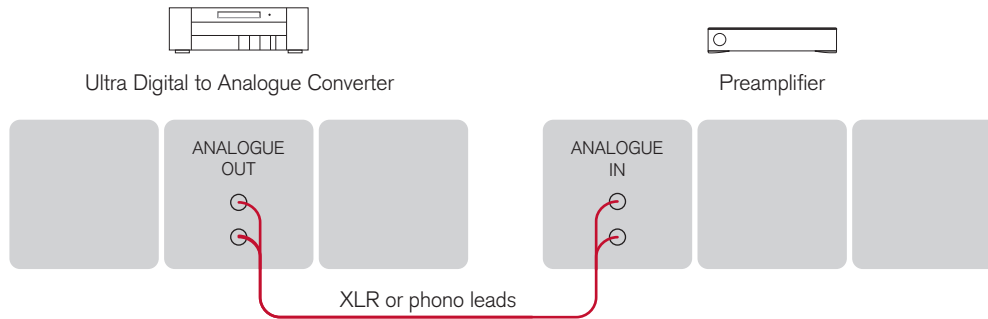 Ultra Digital to Analogue Converter
Preamplifier
ANALOGUE
OUT
ANALOGUE
IN
XLR or phono leads